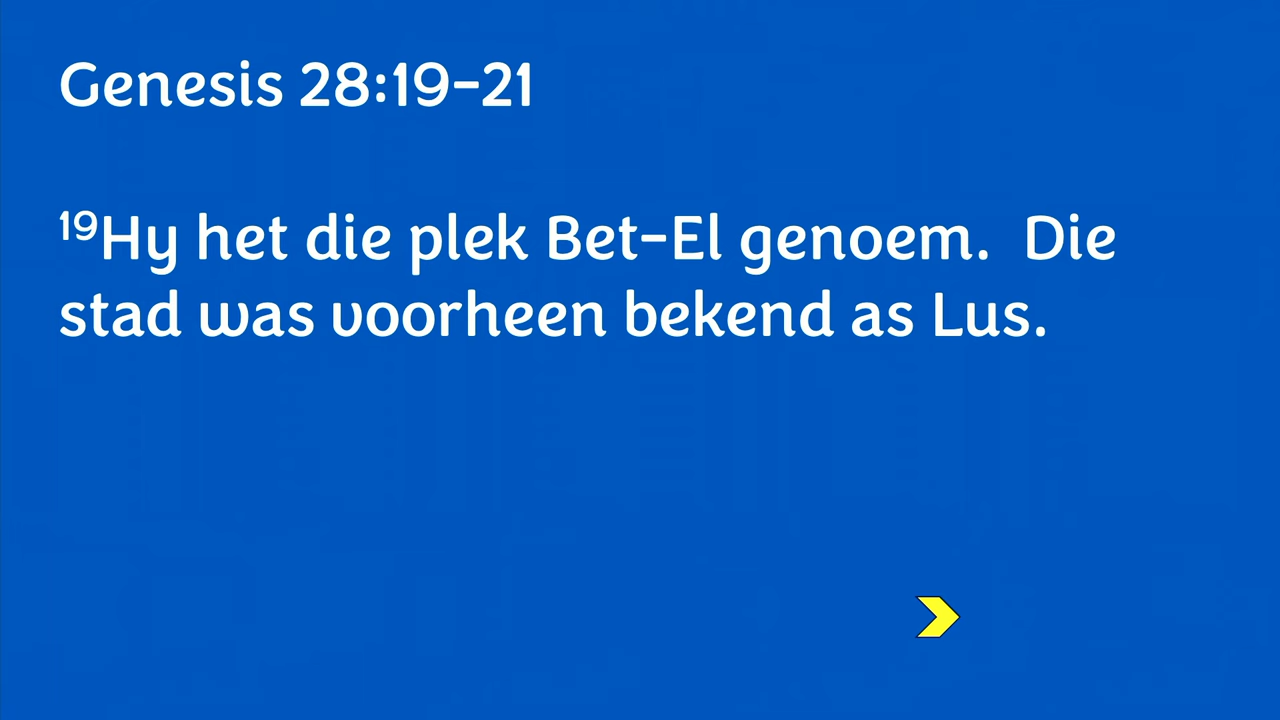 Genesis 28:19-21
¹⁹Hy het die plek Bet-El genoem.  Die
stad was voorheen bekend as Lus.